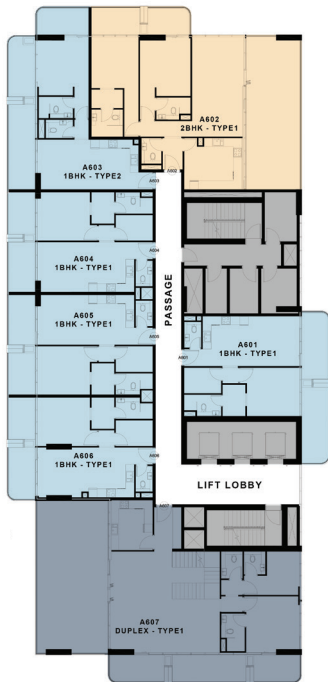 A602
2BHK - TYPE1
A603
1BHK - TYPE2
A602
A603
A604
1BHK - TYPE1
A604
PASSAGE
A605
1BHK - TYPE1
A605
A601
1BHK - TYPE1
A601
A606
1BHK - TYPE1
A606
LIFT LOBBY
A607
A607
DUPLEX - TYPE1